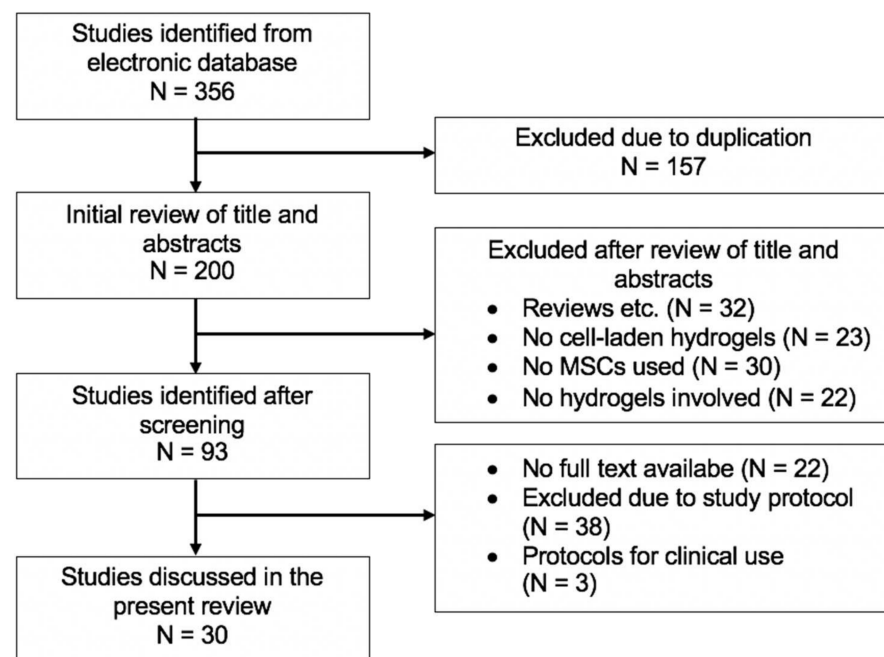 Studies identified from
electronic database
N = 356
Excluded due to duplication
N = 157
Initial review of title and
abstracts
N = 200
Excluded after review of title and
abstracts
• Reviews etc. (N = 32)
• No cell-laden hydrogels (N = 23)
• No MSCs used (N = 30)
• No hydrogels involved (N = 22)
Studies identified after
screening
N = 93
• No full text availabe (N = 22)
• Excluded due to study protocol
(N = 38)
• Protocols for clinical use
(N = 3)
Studies discussed in the
present review
N = 30